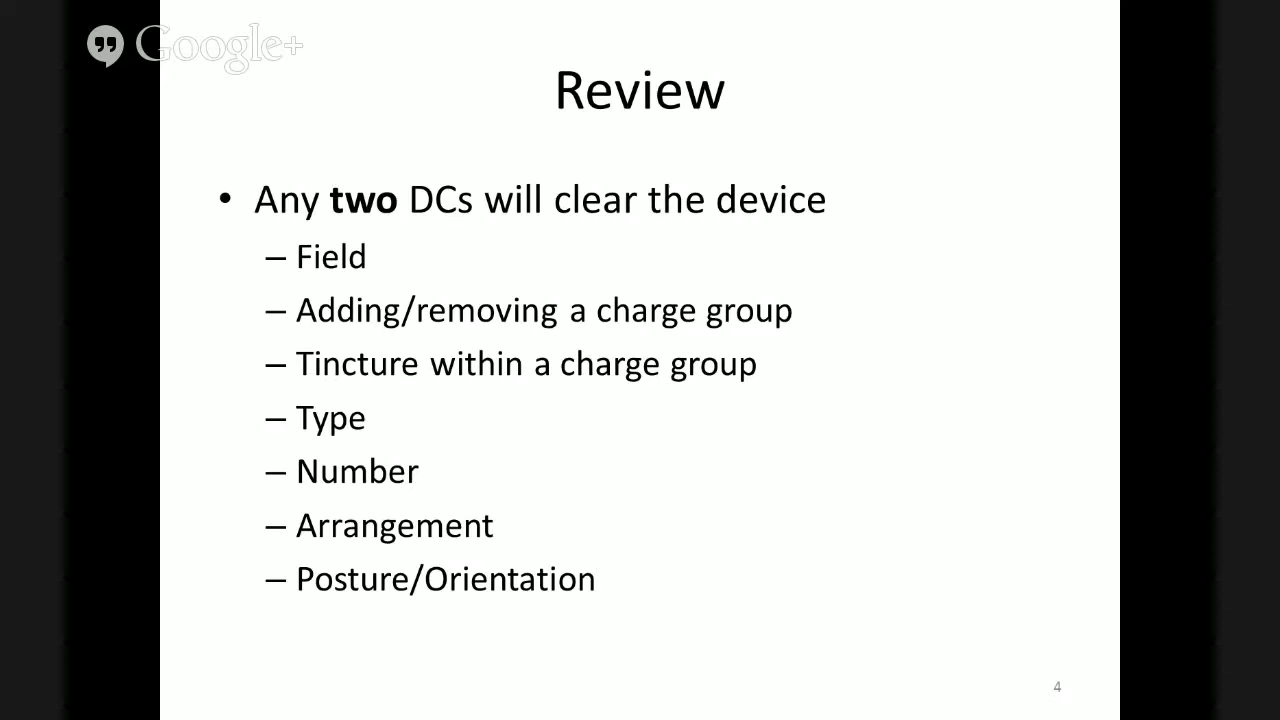 Google+
Review
• Any two DCs will clear the device
– Field
– Adding/removing a charge group
– Tincture within a charge group
– Type
– Number
– Arrangement
– Posture/Orientation
4